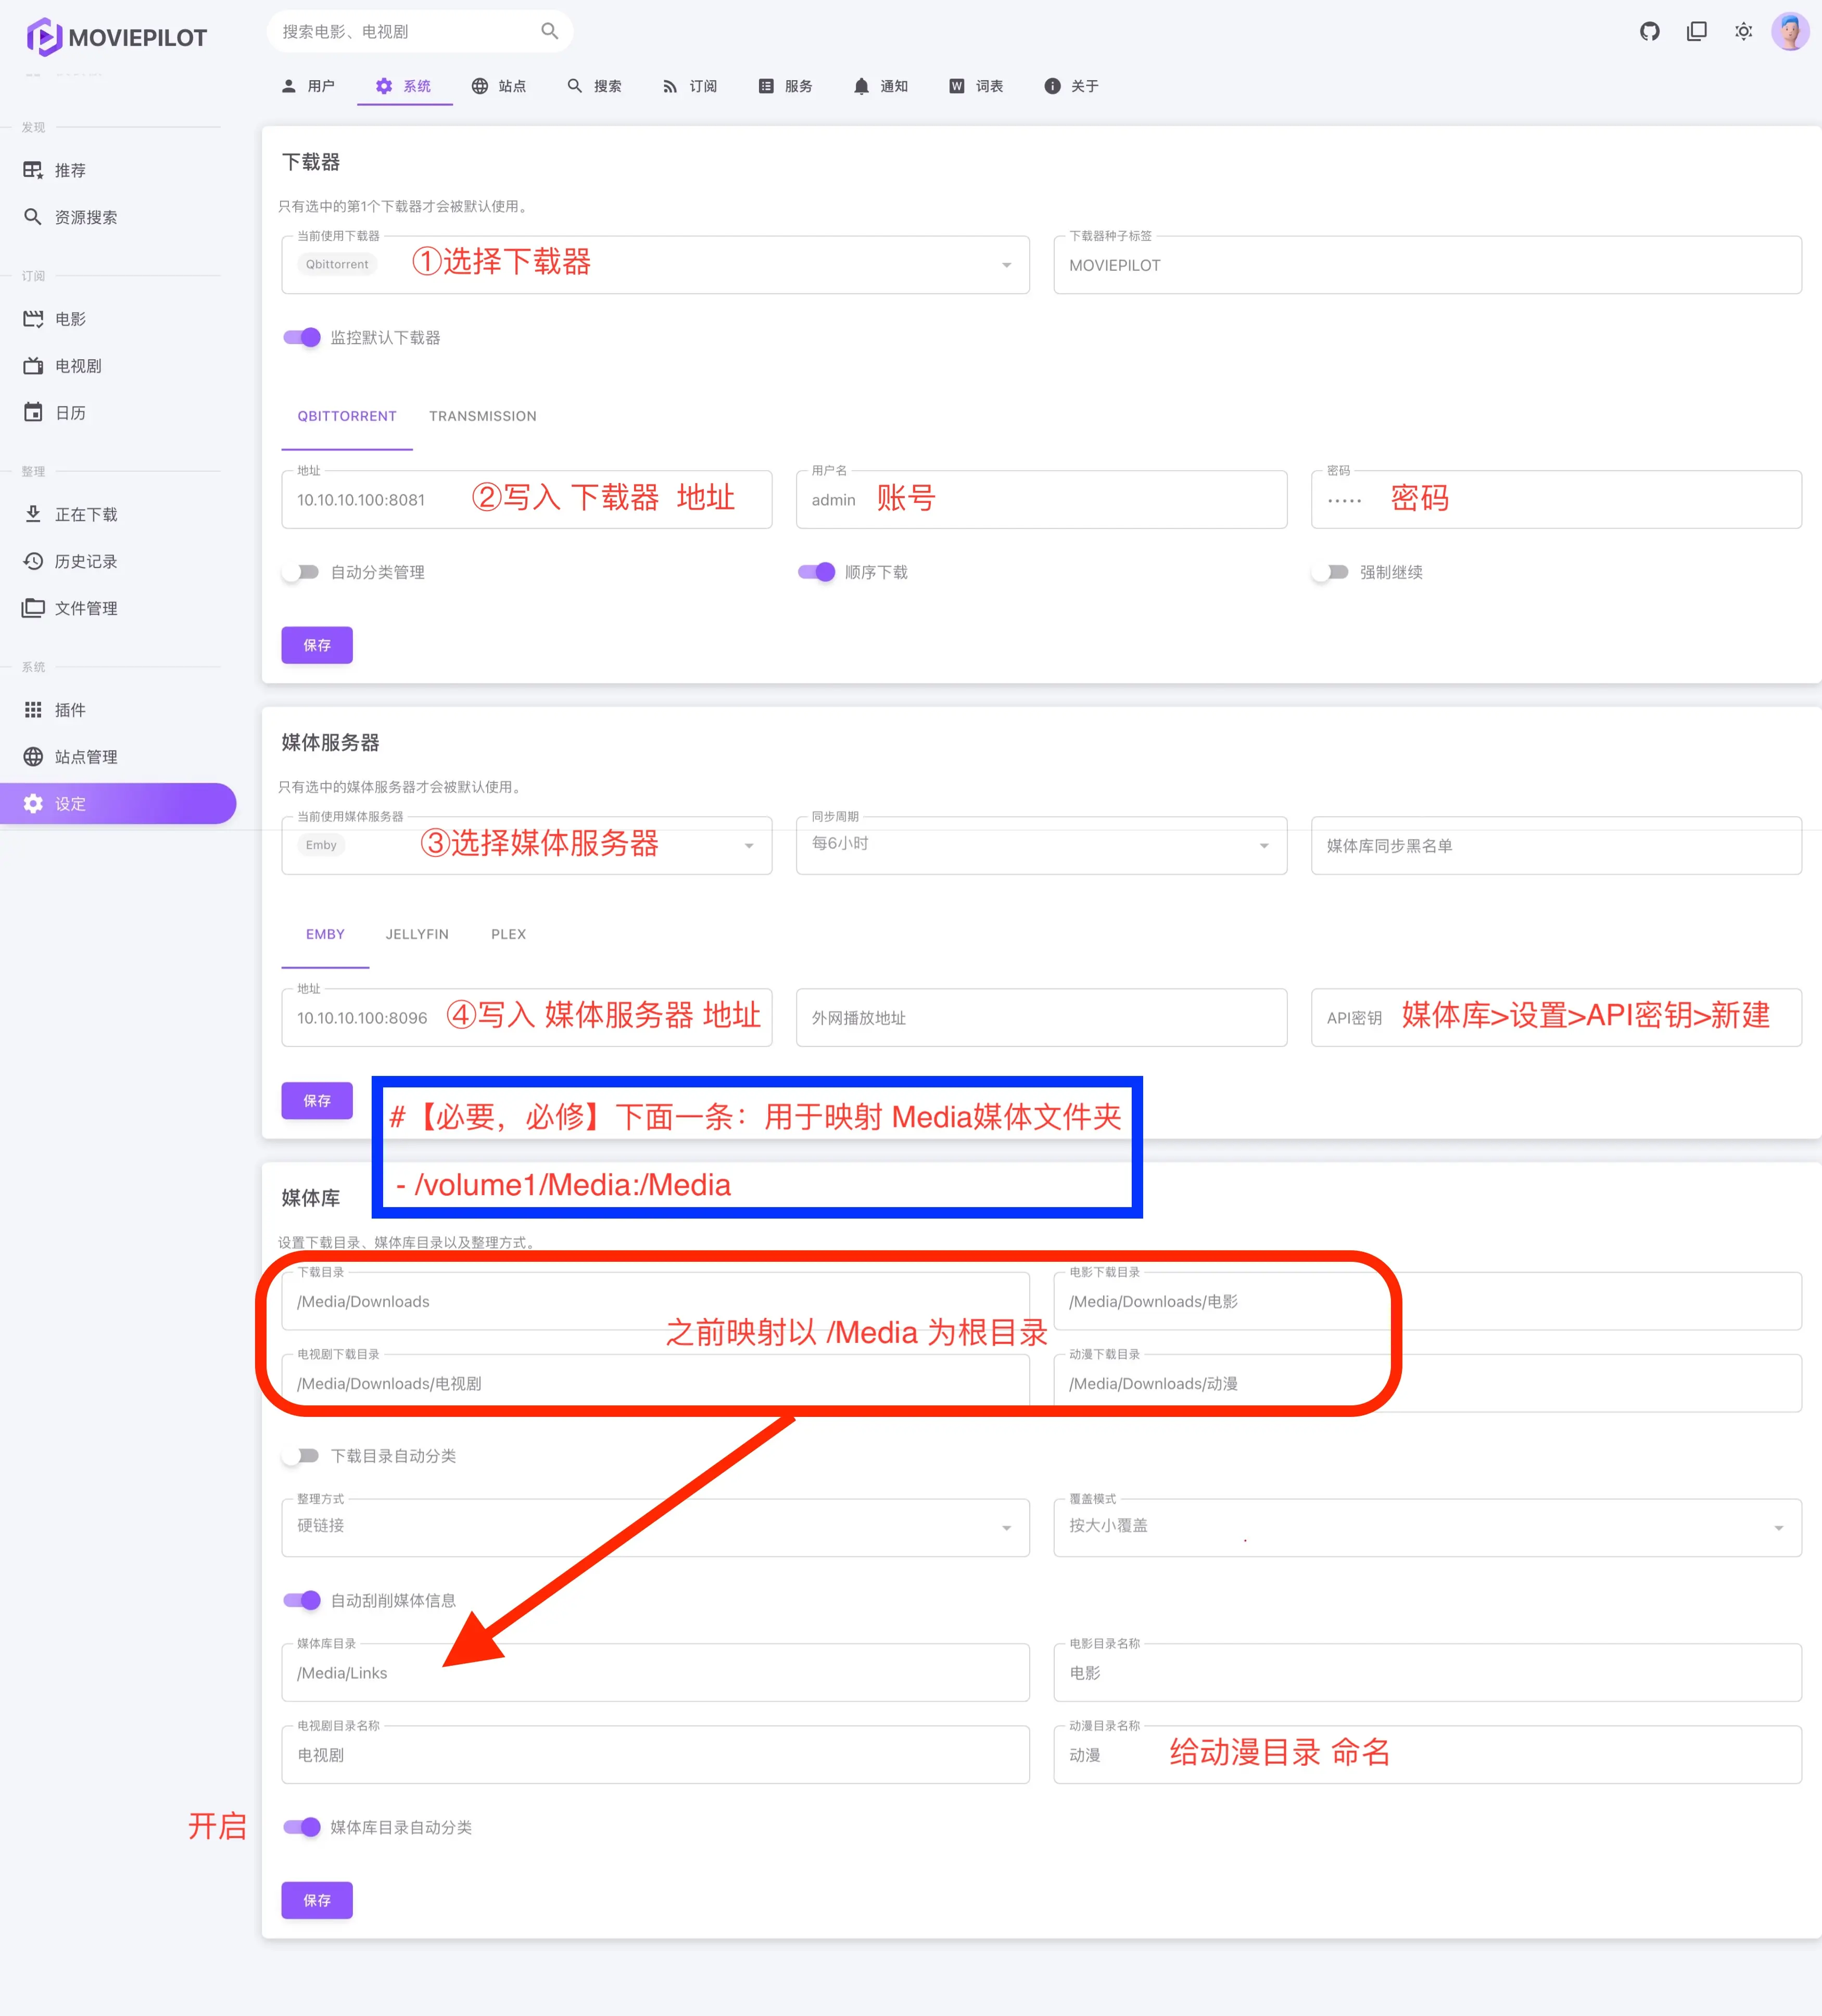 MOVIEPILOT
搜索电影、电视剧
用户 系统 站点 搜索 订阅 服务 通知 词表 关于
发现
推荐
资源搜索
订阅
电影
电视剧
日历
整理
正在下载
历史记录
文件管理
系统
插件
站点管理
设定
下载器
只有选中的第1个下载器才会被默认使用。
当前使用下载器
Qbittorrent ①选择下载器
下载器种子标签
MOVIEPILOT
监控默认下载器
QBITTORRENT TRANSMISSION
地址
10.10.10.100:8081 ②写入 下载器 地址
用户名
admin 账号
密码
••••• 密码
自动分类管理 顺序下载 强制继续
保存
媒体服务器
只有选中的媒体服务器才会被默认使用。
当前使用媒体服务器
Emby ③选择媒体服务器
同步周期
每6小时
媒体库同步黑名单
EMBY JELLYFIN PLEX
地址
10.10.10.100:8096 ④写入 媒体服务器 地址
外网播放地址
API密钥 媒体库>设置>API密钥>新建
保存
#【必要，必修】下面一条：用于映射 Media媒体文件夹
- /volume1/Media:/Media
媒体库
设置下载目录、媒体库目录以及整理方式。
下载目录
/Media/Downloads
电影下载目录
/Media/Downloads/电影
之前映射以 /Media 为根目录
电视剧下载目录
/Media/Downloads/电视剧
动漫下载目录
/Media/Downloads/动漫
下载目录自动分类
整理方式
硬链接
覆盖模式
按大小覆盖
自动刮削媒体信息
媒体库目录
/Media/Links
电影目录名称
电影
电视剧目录名称
电视剧
动漫目录名称
动漫 给动漫目录 命名
开启 媒体库目录自动分类
保存